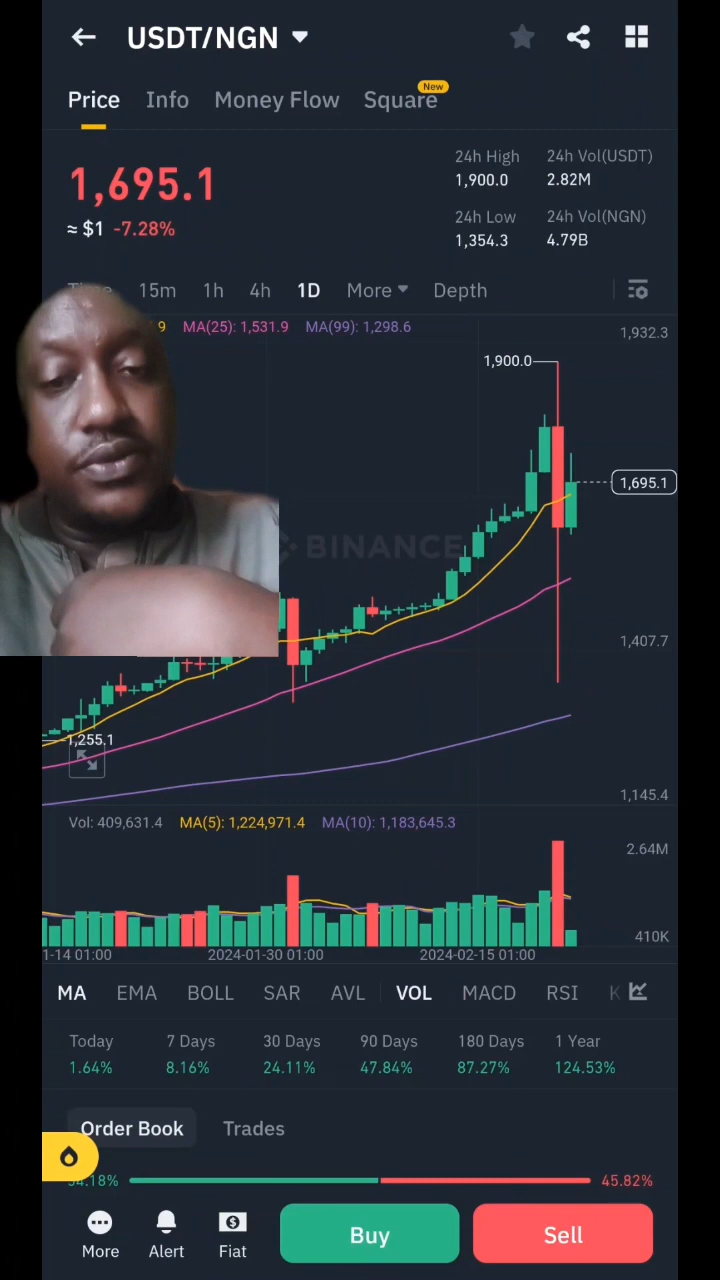 USDT/NGN
Price Info Money Flow Square New
1,695.1
≈ $1 -7.28%
24h High 24h Vol(USDT)
1,900.0 2.82M
24h Low 24h Vol(NGN)
1,354.3 4.79B
15m 1h 4h 1D More Depth
9 MA(25): 1,531.9 MA(99): 1,298.6
1,932.3
1,900.0
1,695.1
BINANCE
1,407.7
1,255.1
1,145.4
Vol: 409,631.4 MA(5): 1,224,971.4 MA(10): 1,183,645.3
2.64M
410K
1-14 01:00 2024-01-30 01:00 2024-02-15 01:00
MA EMA BOLL SAR AVL VOL MACD RSI K
Today 7 Days 30 Days 90 Days 180 Days 1 Year
1.64% 8.16% 24.11% 47.84% 87.27% 124.53%
Order Book Trades
54.18% 45.82%
More Alert Fiat Buy Sell